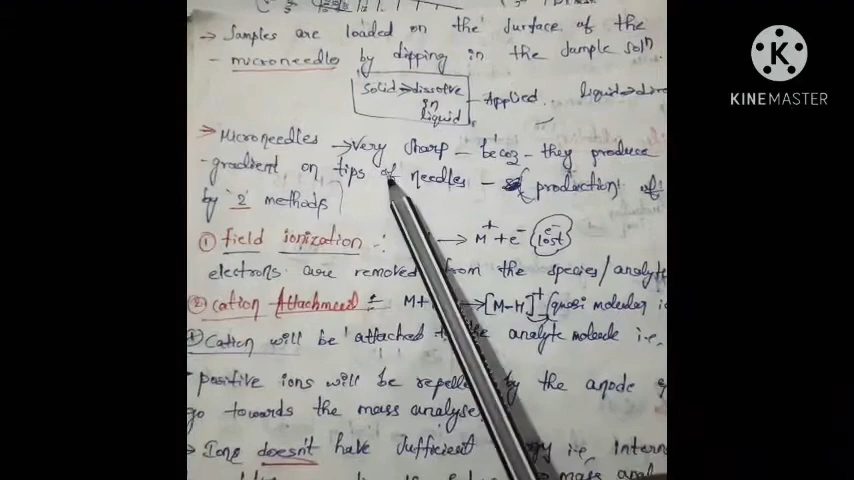 → Samples are loaded on the surface of the
- microneedle by dipping in the sample solⁿ
solid → dissolve
in
liquid
- Applied.
liquid →
→ Microneedles → Very sharp - becoz - they produce
- gradient on tips of needles - production of
by '2' methods
① field ionization -:
→ M⁺ + e⁻
e⁻
lost
electrons are removed from the species/analyte
② Cation Attachment :- M+
→ [M-H]⁺ (quasi molecular
Cation will be attached
analyte molecule i.e,
positive ions will be
by the anode
go towards the mass analyse
→ Ions doesn't have sufficient
i.e, intern
K
KINEMASTER